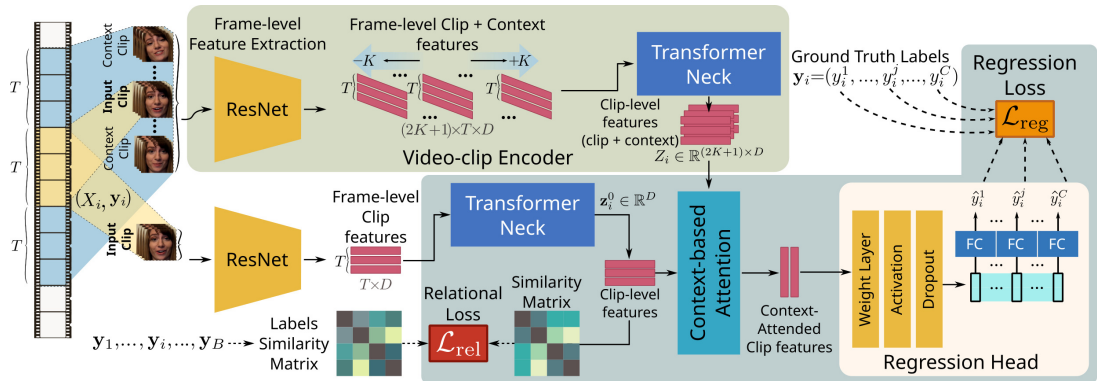 Context
Clip
Input
Clip
Context
Clip
T
T
T
(X_i, y_i)
Input
Clip
Frame-level
Feature Extraction
ResNet
Frame-level Clip + Context
features
−K
+K
...
...
T
T
T
...
...
(2K+1)×T×D
Video-clip Encoder
Transformer
Neck
Clip-level
features
(clip + context)
Z_i ∈ ℝ^{(2K+1)×D}
Ground Truth Labels
y_i=(y_i^1, ..., y_i^j, ..., y_i^C)
Regression
Loss
ℒ_reg
ResNet
Frame-level
Clip
features
T
T×D
Transformer
Neck
z_i^0 ∈ ℝ^D
Clip-level
features
Context-based
Attention
Context-
Attended
Clip features
Weight Layer
Activation
Dropout
ŷ_i^1
ŷ_i^j
ŷ_i^C
...
...
FC
FC
FC
...
...
...
...
Regression Head
y_1,..., y_i,..., y_B
Labels
Similarity
Matrix
Relational
Loss
ℒ_rel
Similarity
Matrix